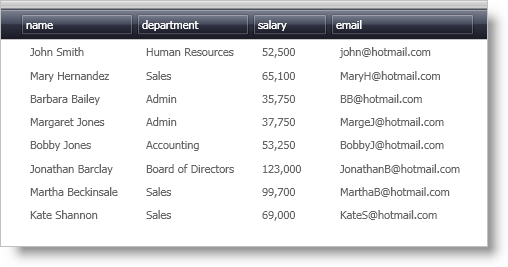 name department salary email
John Smith Human Resources 52,500 john@hotmail.com
Mary Hernandez Sales 65,100 MaryH@hotmail.com
Barbara Bailey Admin 35,750 BB@hotmail.com
Margaret Jones Admin 37,750 MargeJ@hotmail.com
Bobby Jones Accounting 53,250 BobbyJ@hotmail.com
Jonathan Barclay Board of Directors 123,000 JonathanB@hotmail.com
Martha Beckinsale Sales 99,700 MarthaB@hotmail.com
Kate Shannon Sales 69,000 KateS@hotmail.com